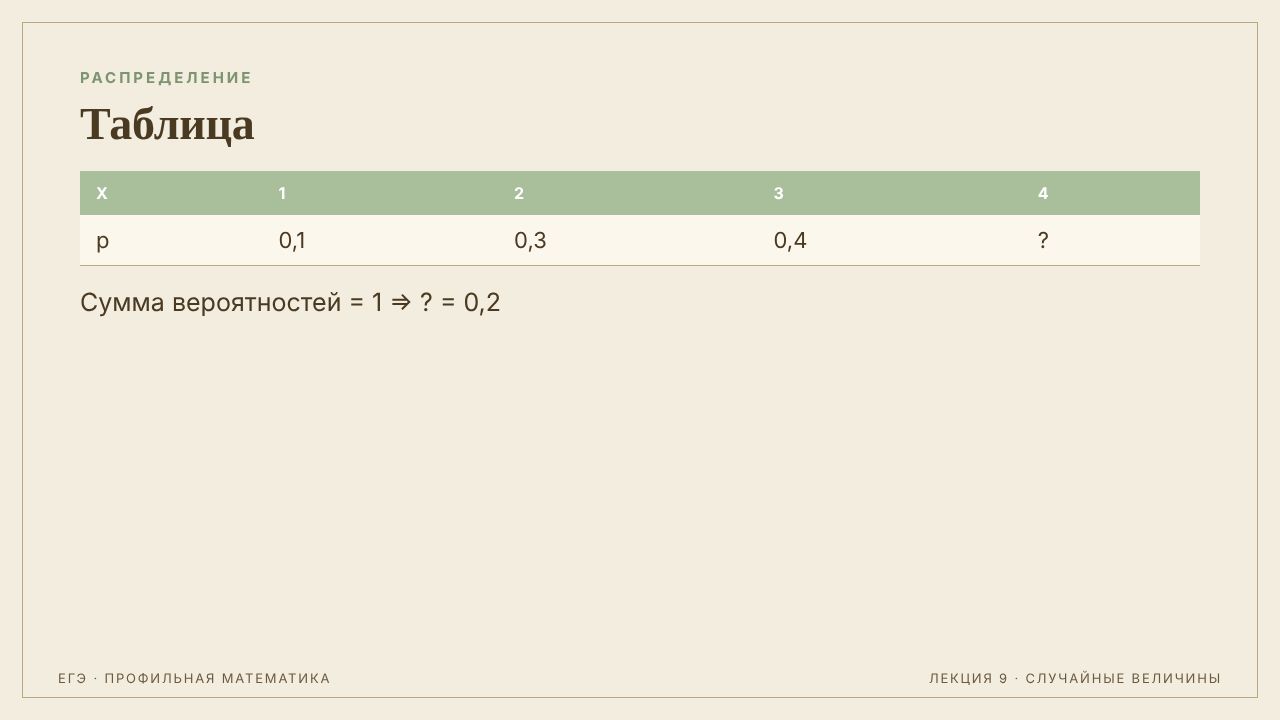 РАСПРЕДЕЛЕНИЕ
Таблица
X 1 2 3 4
p 0,1 0,3 0,4 ?
Сумма вероятностей = 1 ⇒ ? = 0,2
ЕГЭ · ПРОФИЛЬНАЯ МАТЕМАТИКА
ЛЕКЦИЯ 9 · СЛУЧАЙНЫЕ ВЕЛИЧИНЫ